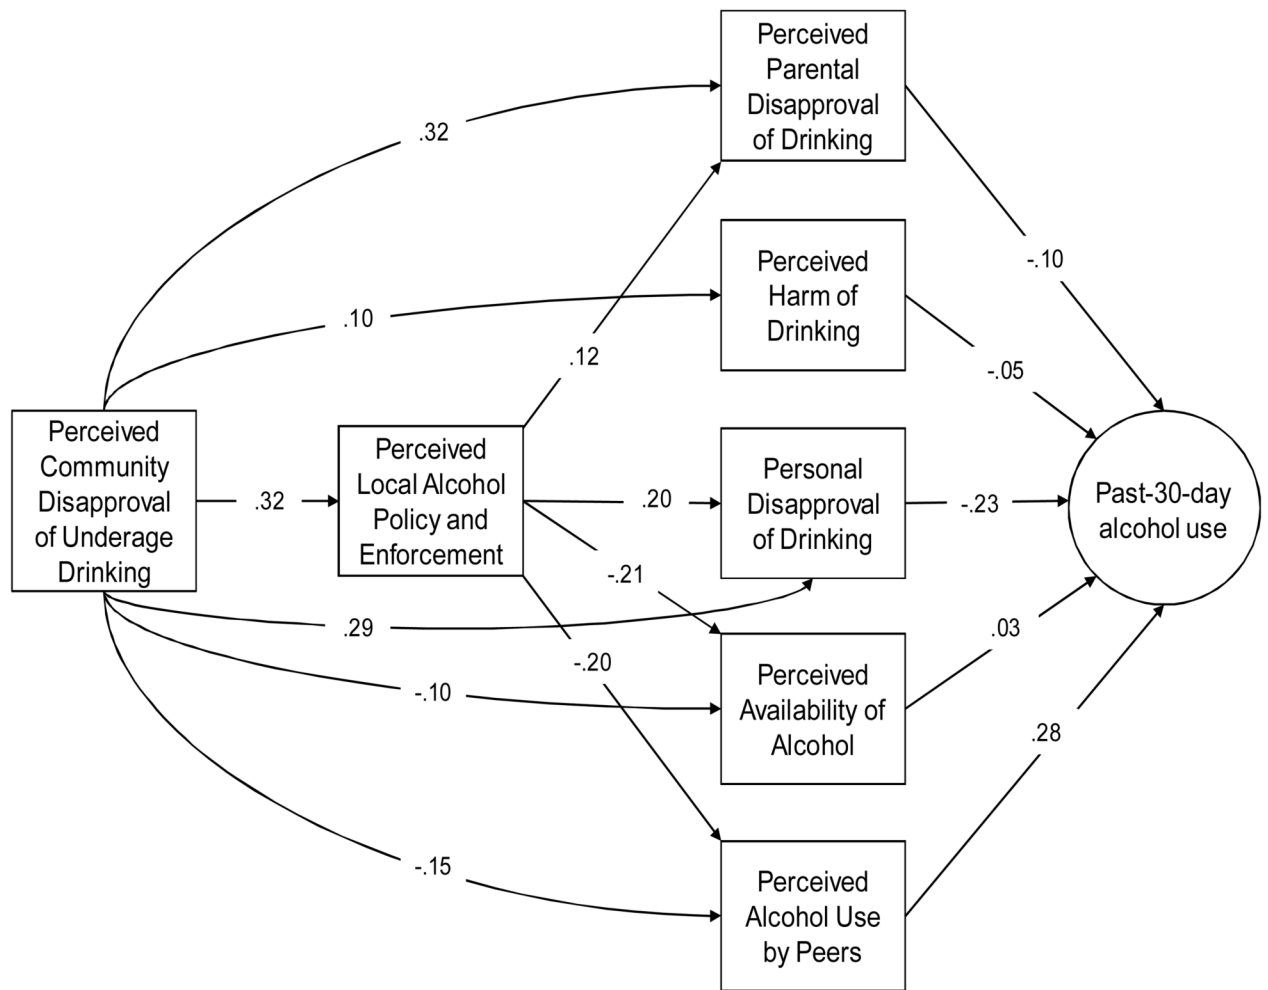 Perceived
Parental
Disapproval
of Drinking
.32
-.10
Perceived
Harm of
Drinking
.10
.12
-.05
Perceived
Community
Disapproval
of Underage
Drinking
.32
Perceived
Local Alcohol
Policy and
Enforcement
.20
Personal
Disapproval
of Drinking
-.23
Past-30-day
alcohol use
-.21
.29
-.20
.03
-.10
Perceived
Availability of
Alcohol
.28
-.15
Perceived
Alcohol Use
by Peers